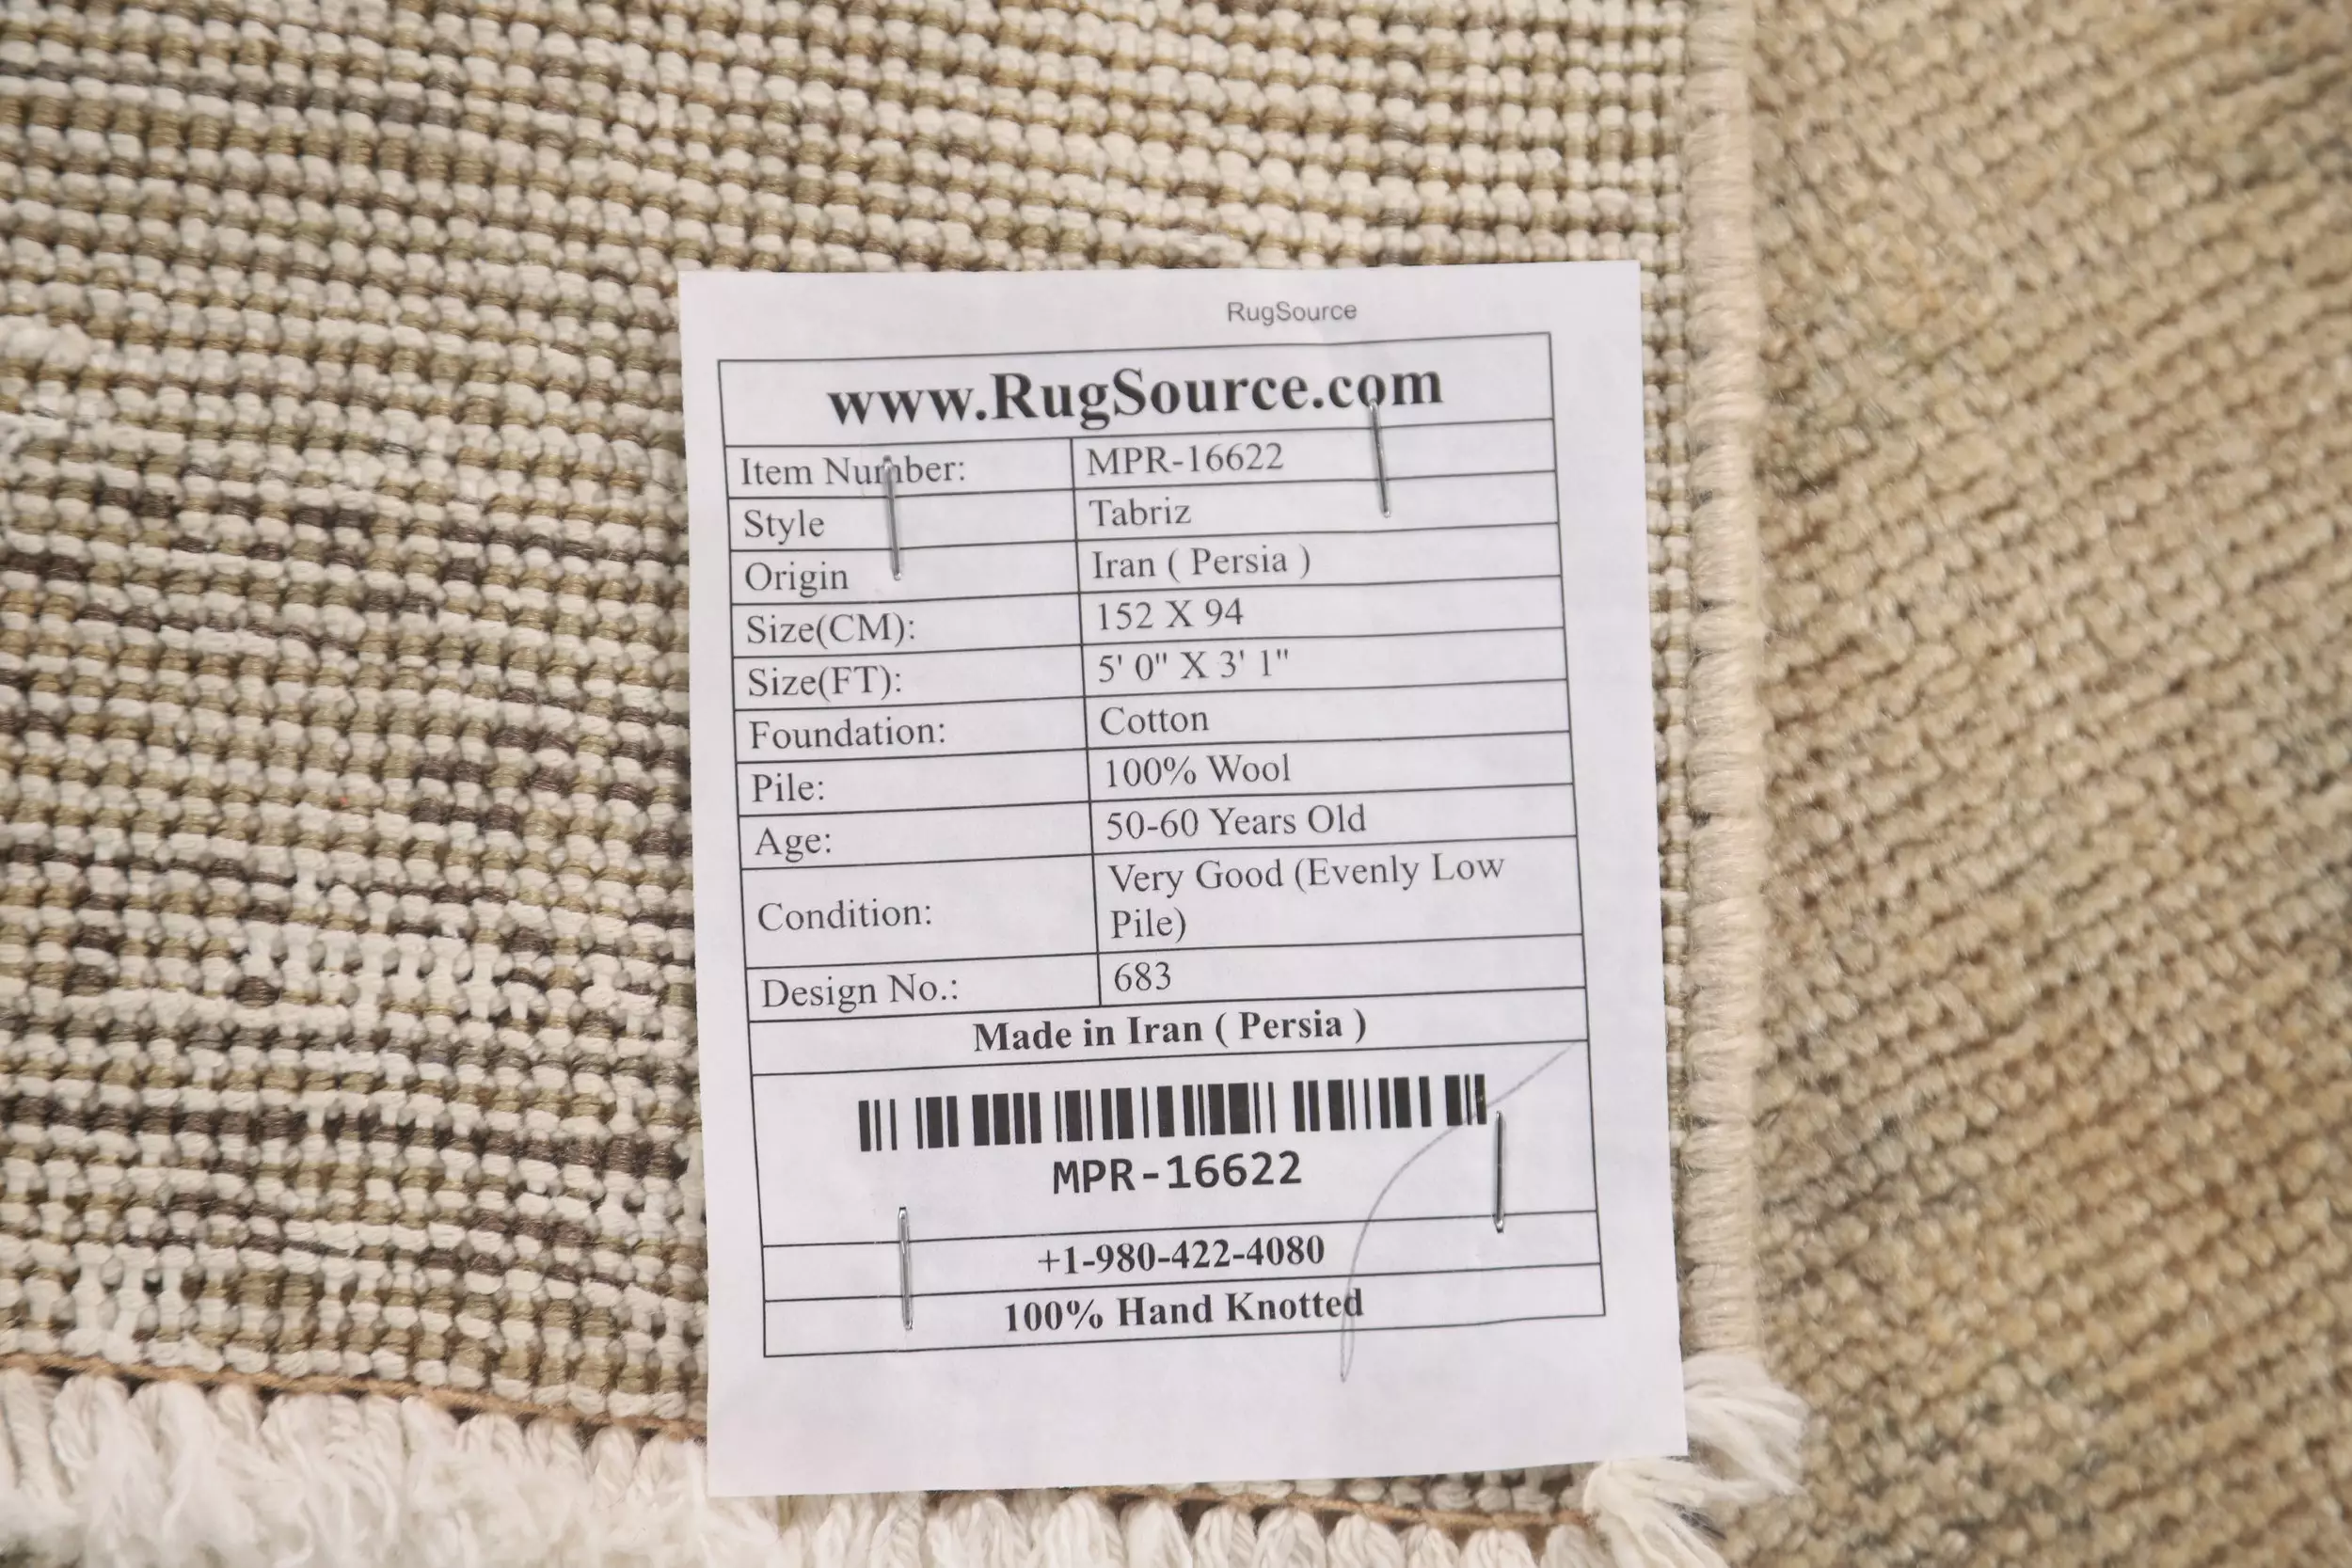 RugSource
www.RugSource.com
Item Number: MPR-16622
Style Tabriz
Origin Iran ( Persia )
Size(CM): 152 X 94
Size(FT): 5' 0" X 3' 1"
Foundation: Cotton
Pile: 100% Wool
Age: 50-60 Years Old
Condition: Very Good (Evenly Low
Pile)
Design No.: 683
Made in Iran ( Persia )
MPR-16622
+1-980-422-4080
100% Hand Knotted